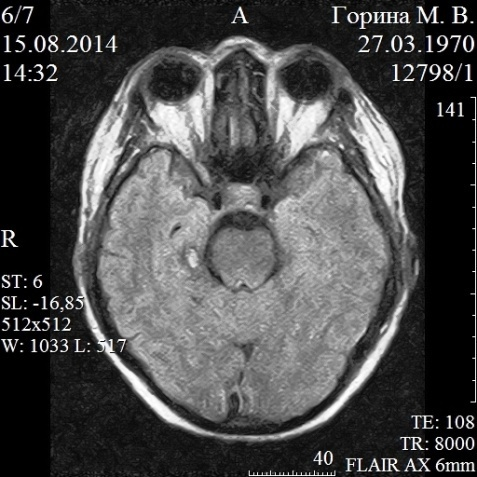 6/7
15.08.2014
14:32
A
Горина М. В.
27.03.1970
12798/1
141
R
ST: 6
SL: -16,85
512x512
W: 1033 L: 517
40
TE: 108
TR: 8000
FLAIR AX 6mm